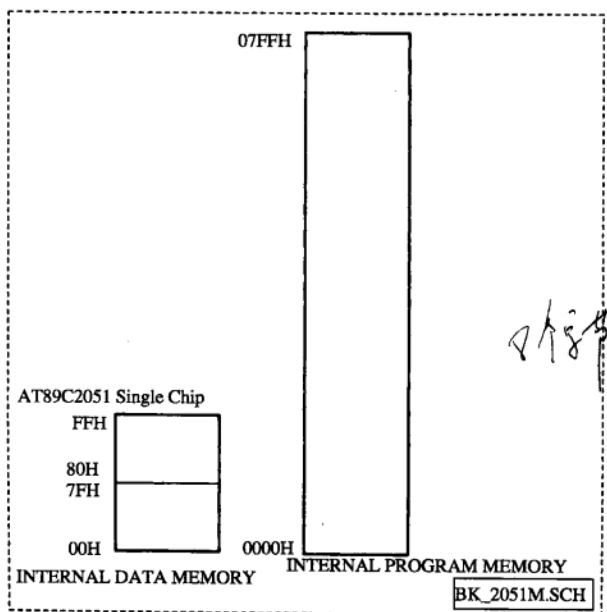 07FFH
AT89C2051 Single Chip
FFH
80H
7FH
00H
0000H
INTERNAL DATA MEMORY
INTERNAL PROGRAM MEMORY
BK_2051M.SCH